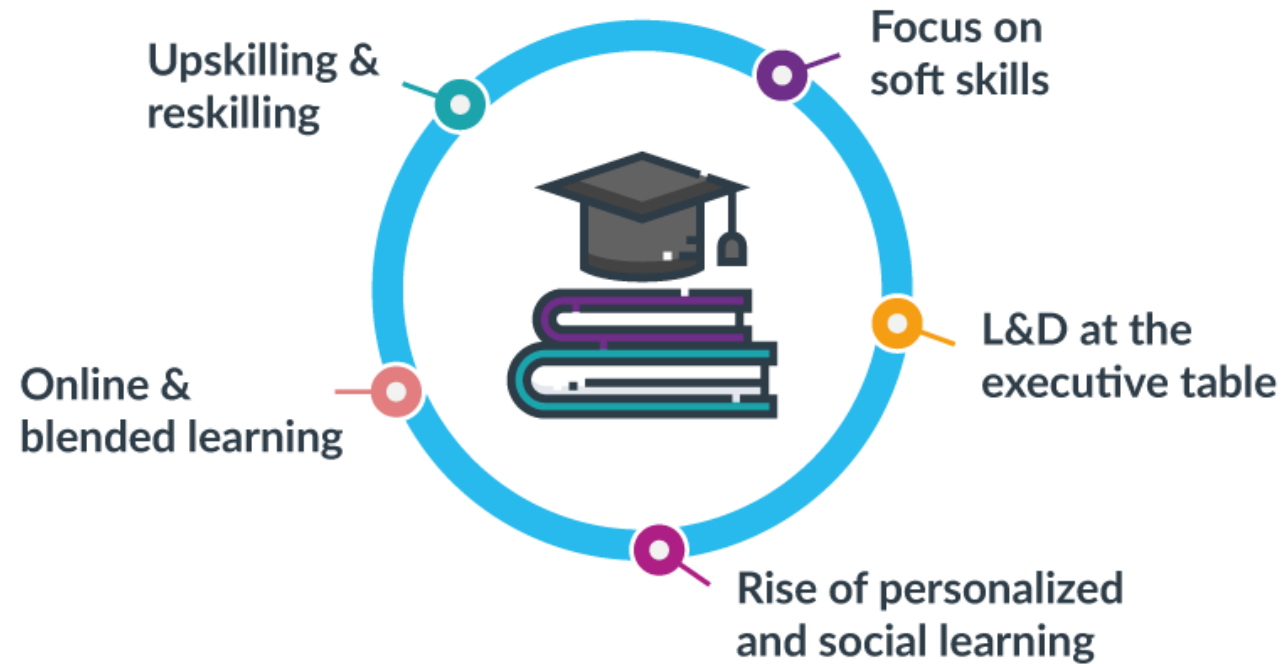 Upskilling &
reskilling
Focus on
soft skills
L&D at the
executive table
Online &
blended learning
Rise of personalized
and social learning